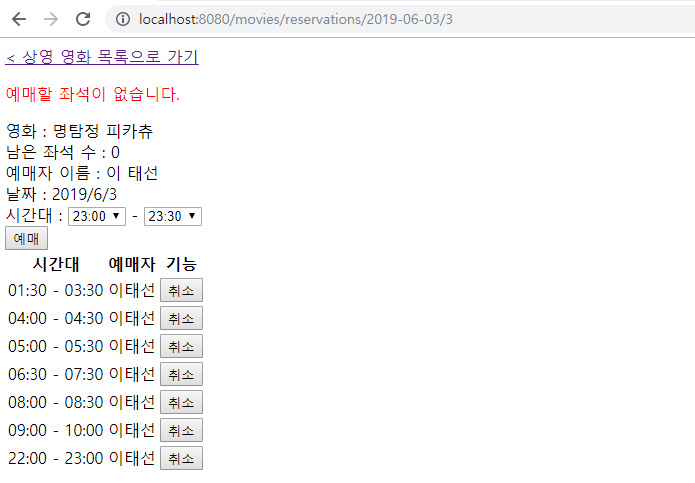 localhost:8080/movies/reservations/2019-06-03/3
< 상영 영화 목록으로 가기
예매할 좌석이 없습니다.
영화 : 명탐정 피카츄
남은 좌석 수 : 0
예매자 이름 : 이 태선
날짜 : 2019/6/3
시간대 : 23:00 - 23:30
예매
시간대 예매자 기능
01:30 - 03:30 이태선 취소
04:00 - 04:30 이태선 취소
05:00 - 05:30 이태선 취소
06:30 - 07:30 이태선 취소
08:00 - 08:30 이태선 취소
09:00 - 10:00 이태선 취소
22:00 - 23:00 이태선 취소